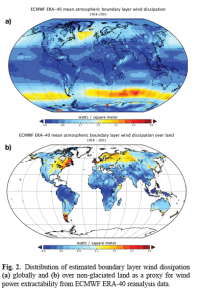 ECMWF ERA-40 mean atmospheric boundary layer wind dissipation
a)
watts / square meter
ECMWF ERA-40 mean atmospheric boundary layer wind dissipation over land
b)
watts / square meter
Fig. 2. Distribution of estimated boundary layer wind dissipation
(a) globally and (b) over non-glaciated land as a proxy for wind
power extractability from ECMWF ERA-40 reanalysis data.